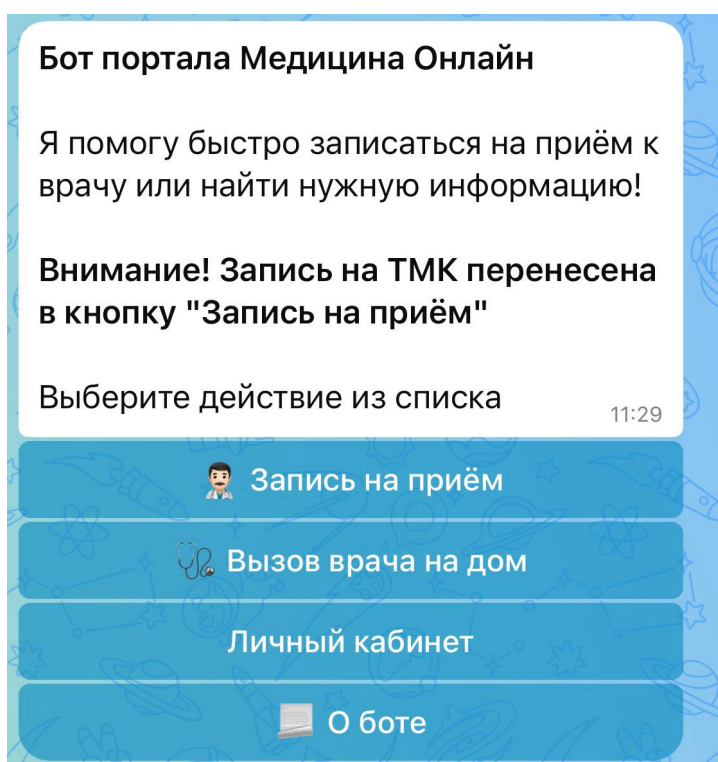 Бот портала Медицина Онлайн
Я помогу быстро записаться на приём к
врачу или найти нужную информацию!
Внимание! Запись на ТМК перенесена
в кнопку "Запись на приём"
Выберите действие из списка
11:29
Запись на приём
Вызов врача на дом
Личный кабинет
О боте